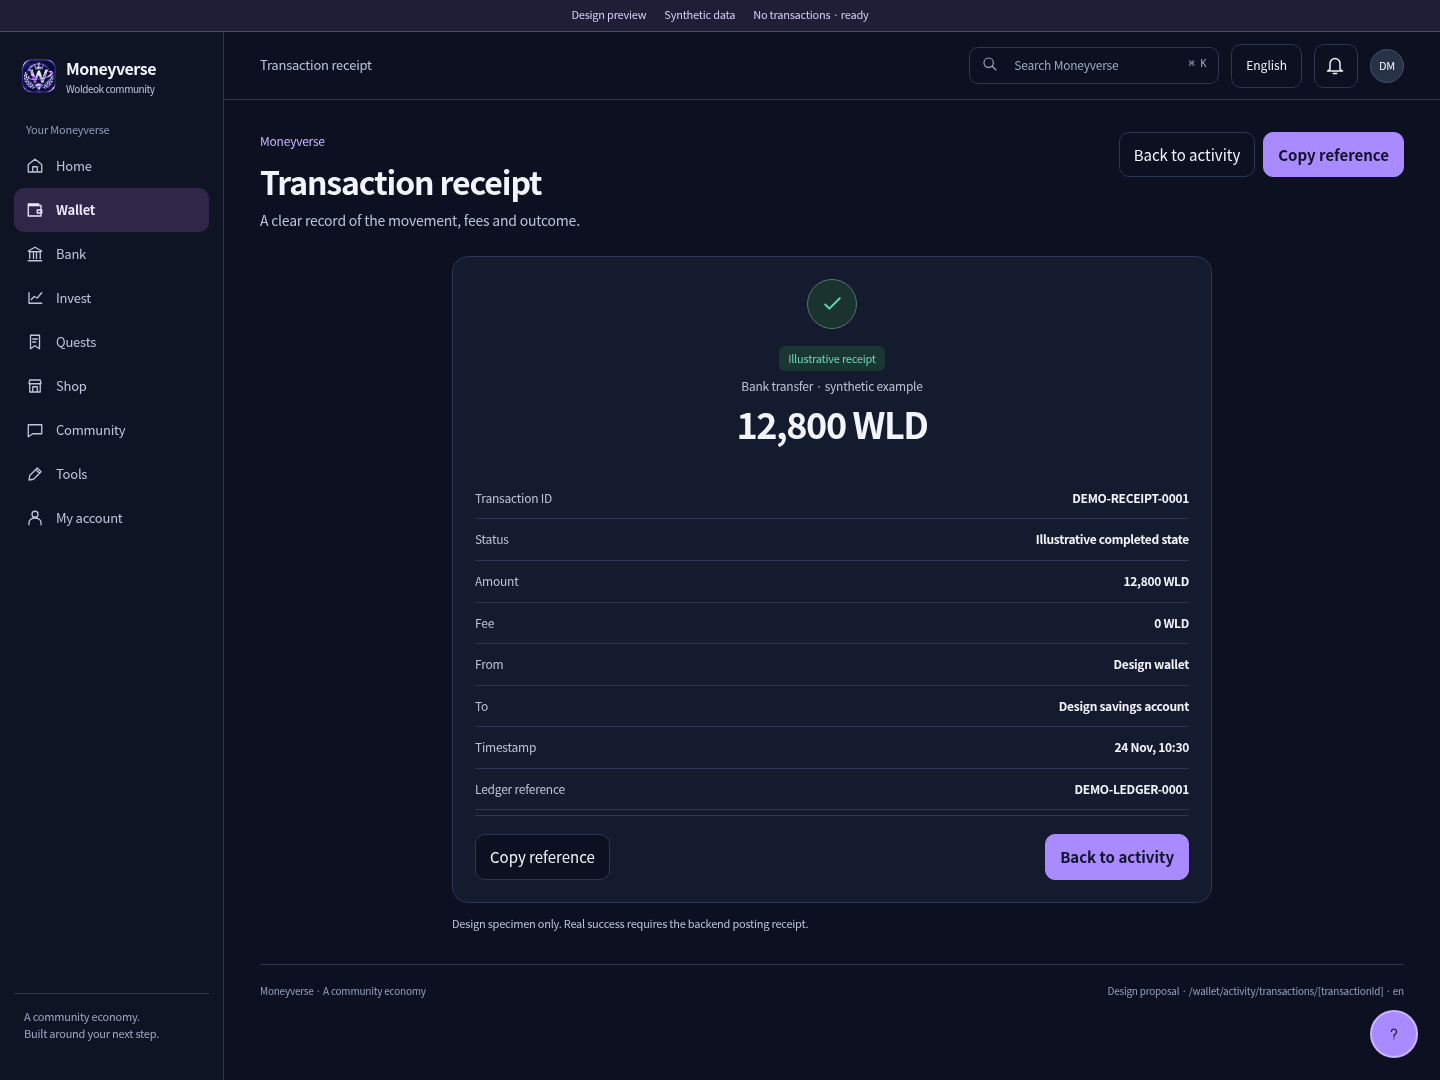 Design preview Synthetic data No transactions · ready
Moneyverse
Woldeok community
Transaction receipt
Search Moneyverse ⌘ K
English
DM
Your Moneyverse
Home
Wallet
Bank
Invest
Quests
Shop
Community
Tools
My account
A community economy.
Built around your next step.
Moneyverse
Transaction receipt
A clear record of the movement, fees and outcome.
Back to activity
Copy reference
Illustrative receipt
Bank transfer · synthetic example
12,800 WLD
Transaction ID DEMO-RECEIPT-0001
Status Illustrative completed state
Amount 12,800 WLD
Fee 0 WLD
From Design wallet
To Design savings account
Timestamp 24 Nov, 10:30
Ledger reference DEMO-LEDGER-0001
Copy reference
Back to activity
Design specimen only. Real success requires the backend posting receipt.
Moneyverse · A community economy
Design proposal · /wallet/activity/transactions/[transactionId] · en
?